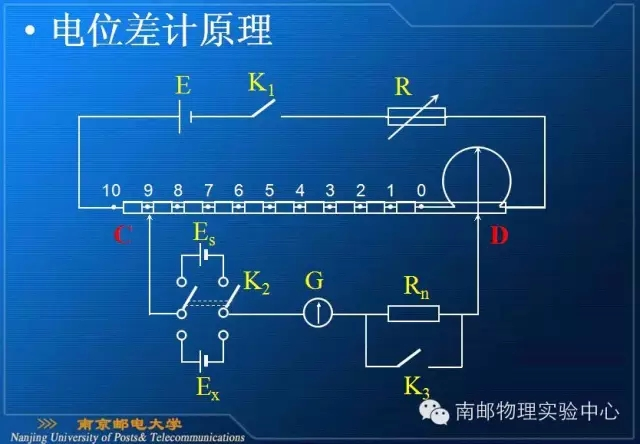 • 电位差计原理
E K1 R
10 9 8 7 6 5 4 3 2 1 0
C D
Es
K2 G Rn
Ex K3
南邮物理实验中心
>>> 南京邮电大学
Nanjing University of Posts& Telecommunications